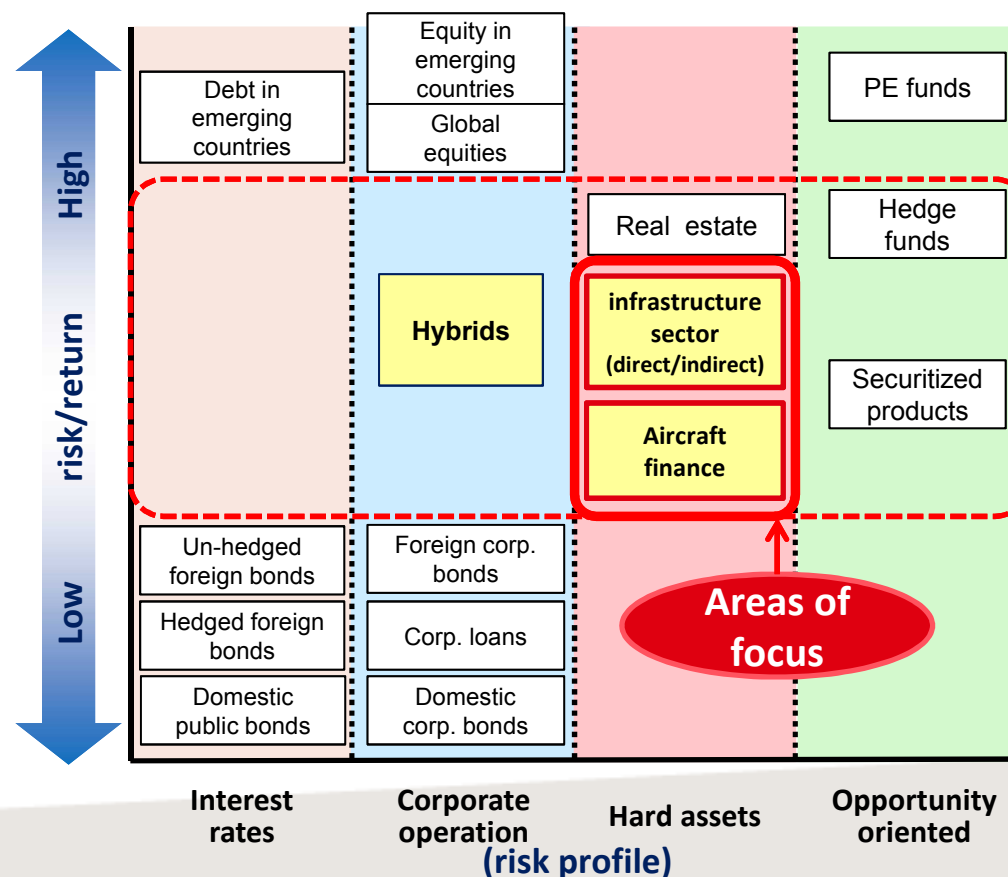 High
risk/return
Low
Debt in
emerging
countries
Equity in
emerging
countries
Global
equities
PE funds
Real estate
Hedge
funds
Hybrids
infrastructure
sector
(direct/indirect)
Securitized
products
Aircraft
finance
Un-hedged
foreign bonds
Foreign corp.
bonds
Hedged foreign
bonds
Corp. loans
Areas of
focus
Domestic
public bonds
Domestic
corp. bonds
Interest
rates
Corporate
operation
Hard assets
Opportunity
oriented
(risk profile)